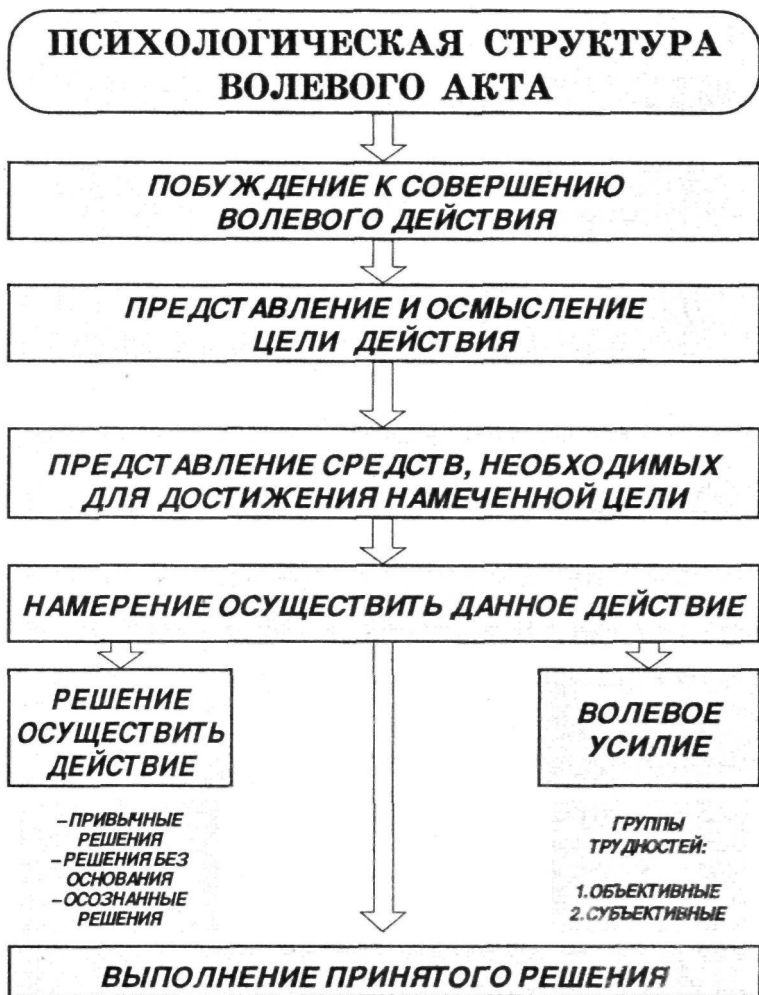 ПСИХОЛОГИЧЕСКАЯ СТРУКТУРА
ВОЛЕВОГО АКТА
ПОБУЖДЕНИЕ К СОВЕРШЕНИЮ
ВОЛЕВОГО ДЕЙСТВИЯ
ПРЕДСТАВЛЕНИЕ И ОСМЫСЛЕНИЕ
ЦЕЛИ ДЕЙСТВИЯ
ПРЕДСТАВЛЕНИЕ СРЕДСТВ, НЕОБХОДИМЫХ
ДЛЯ ДОСТИЖЕНИЯ НАМЕЧЕННОЙ ЦЕЛИ
НАМЕРЕНИЕ ОСУЩЕСТВИТЬ ДАННОЕ ДЕЙСТВИЕ
РЕШЕНИЕ
ОСУЩЕСТВИТЬ
ДЕЙСТВИЕ
–ПРИВЫЧНЫЕ
РЕШЕНИЯ
–РЕШЕНИЯ БЕЗ
ОСНОВАНИЯ
–ОСОЗНАННЫЕ
РЕШЕНИЯ
ВОЛЕВОЕ
УСИЛИЕ
ГРУППЫ
ТРУДНОСТЕЙ:
1.ОБЪЕКТИВНЫЕ
2.СУБЪЕКТИВНЫЕ
ВЫПОЛНЕНИЕ ПРИНЯТОГО РЕШЕНИЯ